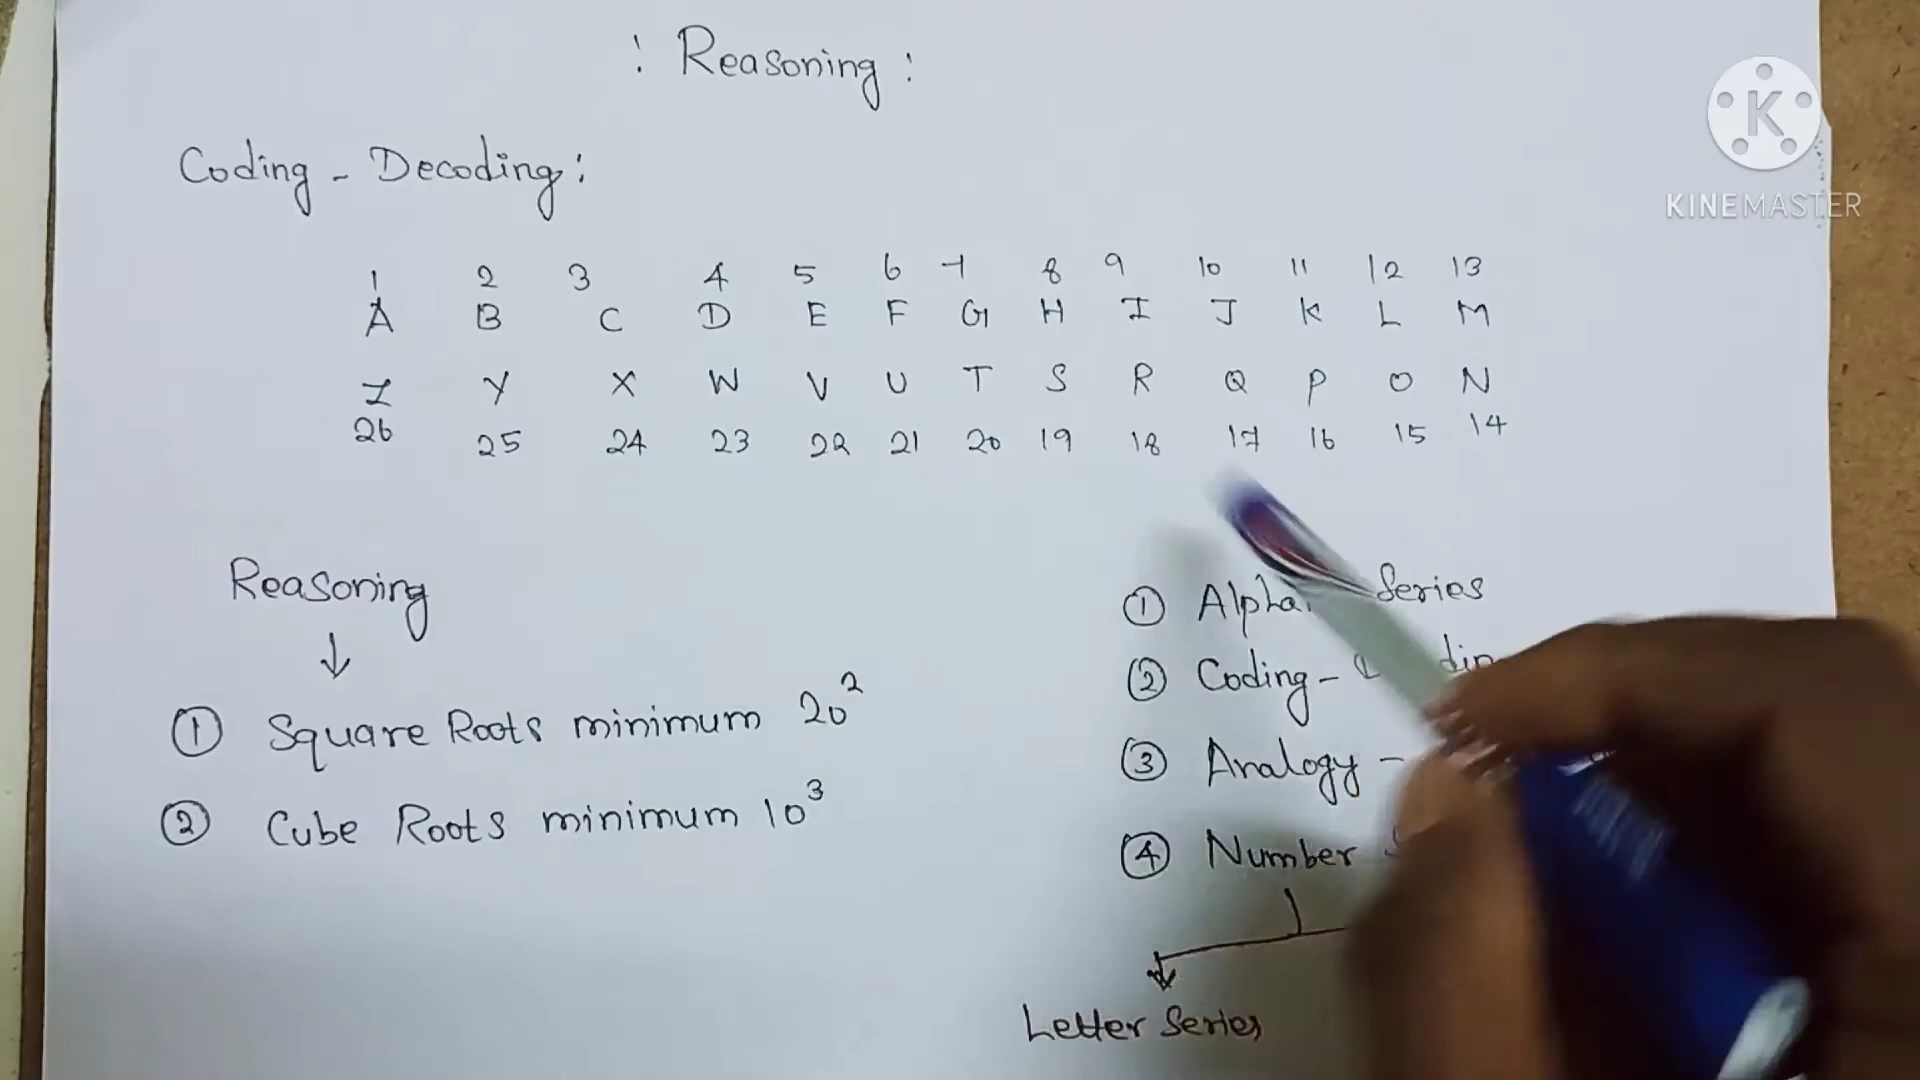 : Reasoning :
Coding - Decoding :
1 2 3 4 5 6 7 8 9 10 11 12 13
A B C D E F G H I J K L M
Z Y X W V U T S R Q P O N
26 25 24 23 22 21 20 19 18 17 16 15 14
Reasoning
↓
① Square Roots minimum 20²
② Cube Roots minimum 10³
① Series
② Coding -
③ Analogy -
④ Number
Letter Series
KINEMASTER